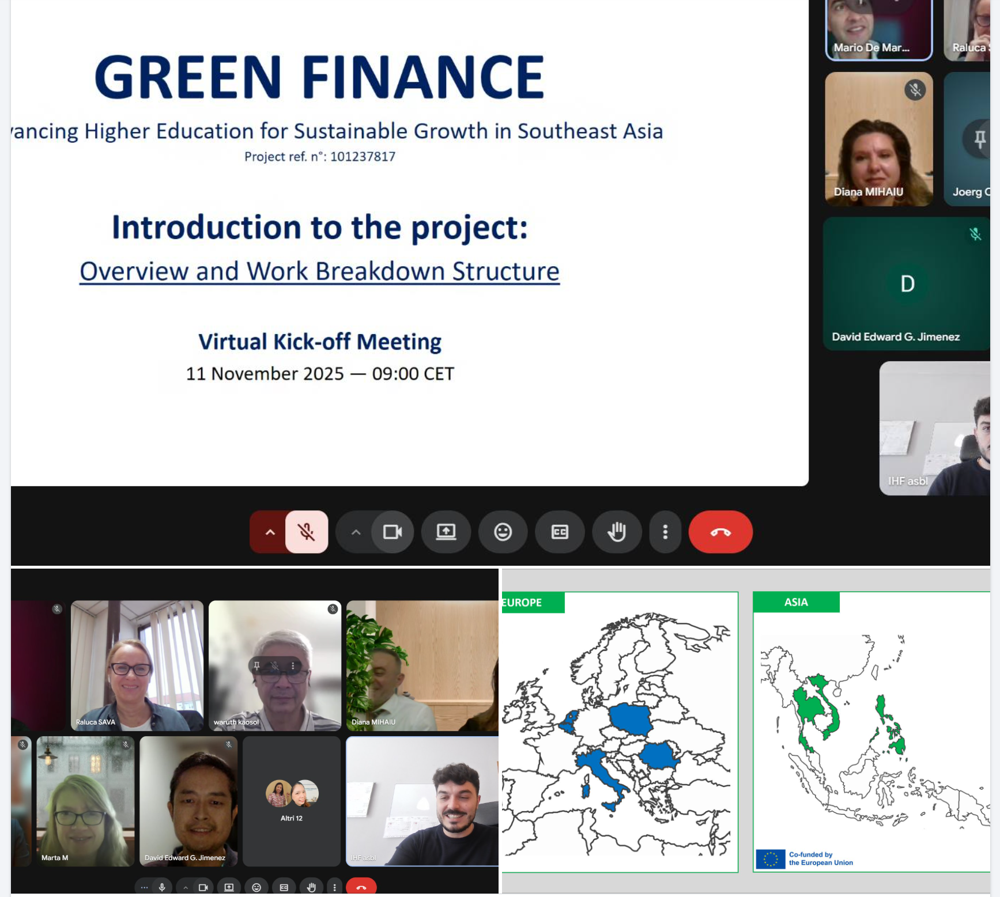 GREEN FINANCE
vancing Higher Education for Sustainable Growth in Southeast Asia
Project ref. n°: 101237817
Introduction to the project:
Overview and Work Breakdown Structure
Virtual Kick-off Meeting
11 November 2025 — 09:00 CET
Mario De Mar...
Raluca
Diana MIHAIU
Joerg
D
David Edward G. Jimenez
IHF asbl
CC
Raluca SAVA
waruth kaosol
Diana MIHAIU
Marta M
David Edward G. Jimenez
Altri 12
IHF asbl
CC
EUROPE
ASIA
Co-funded by
the European Union